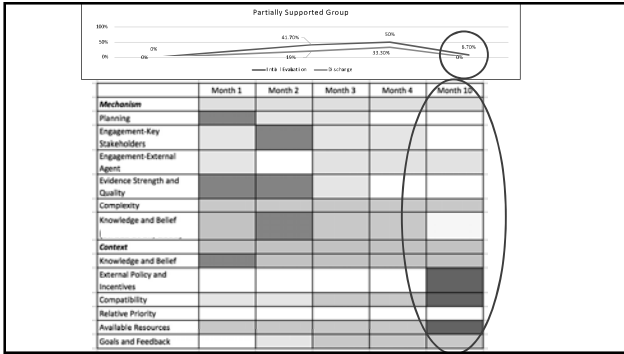 Partially Supported Group
100%
50%
0%
0%
0%
41.70%
19%
50%
33.30%
8.70%
0%
Initial Evaluation Discharge
Month 1 Month 2 Month 3 Month 4 Month 10
Mechanism
Planning
Engagement-Key
Stakeholders
Engagement-External
Agent
Evidence Strength and
Quality
Complexity
Knowledge and Belief
Context
Knowledge and Belief
External Policy and
Incentives
Compatibility
Relative Priority
Available Resources
Goals and Feedback